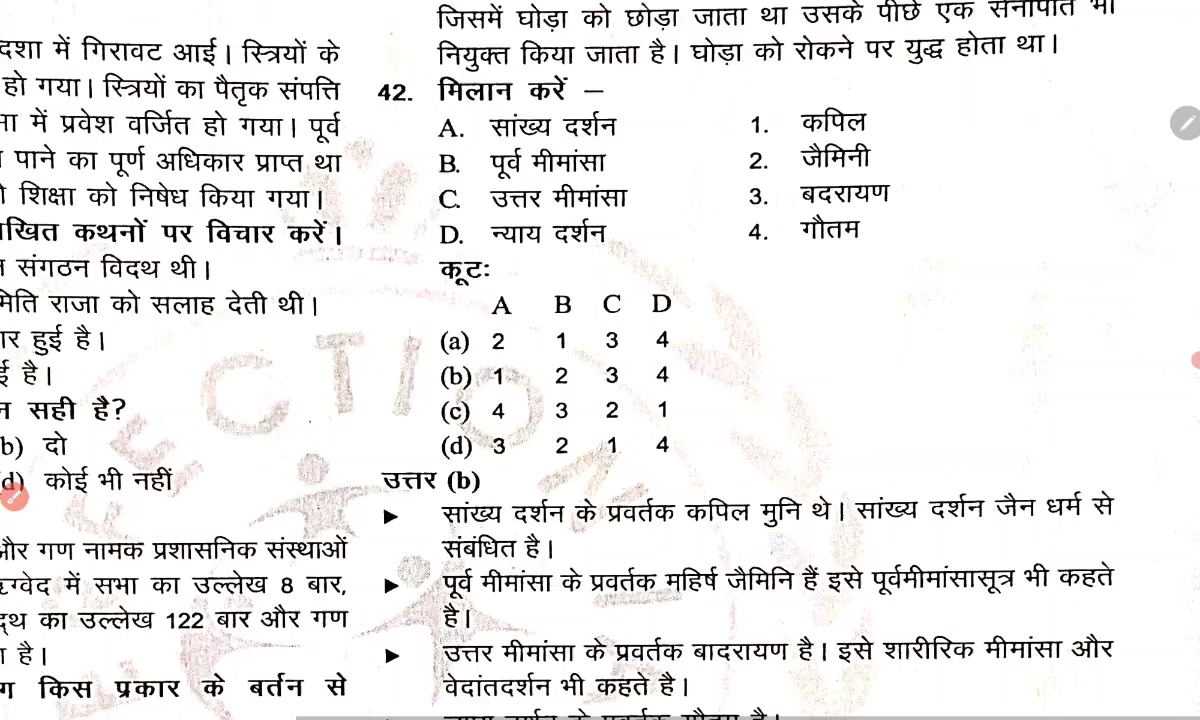 दशा में गिरावट आई। स्त्रियों के
हो गया। स्त्रियों का पैतृक संपत्ति
में प्रवेश वर्जित हो गया। पूर्व
पाने का पूर्ण अधिकार प्राप्त था
शिक्षा को निषेध किया गया।
कथनों पर विचार करें।
संगठन विदथ थी।
राजा को सलाह देती थी।
हुई है।
है।
सही है?
b) दो
d) कोई भी नहीं
और गण नामक प्रशासनिक संस्थाओं
में सभा का उल्लेख 8 बार,
का उल्लेख 122 बार और गण
है।
किस प्रकार के बर्तन से
जिसमें घोड़ा को छोड़ा जाता था उसके पीछे एक सेनापति भी
नियुक्त किया जाता है। घोड़ा को रोकने पर युद्ध होता था।
42. मिलान करें –
A. सांख्य दर्शन 1. कपिल
B. पूर्व मीमांसा 2. जैमिनी
C. उत्तर मीमांसा 3. बदरायण
D. न्याय दर्शन 4. गौतम
कूटः
A B C D
(a) 2 1 3 4
(b) 1 2 3 4
(c) 4 3 2 1
(d) 3 2 1 4
उत्तर (b)
► सांख्य दर्शन के प्रवर्तक कपिल मुनि थे। सांख्य दर्शन जैन धर्म से
संबंधित है।
► पूर्व मीमांसा के प्रवर्तक महिर्ष जैमिनि हैं इसे पूर्वमीमांसासूत्र भी कहते
है।
► उत्तर मीमांसा के प्रवर्तक बादरायण है। इसे शारीरिक मीमांसा और
वेदांतदर्शन भी कहते है।